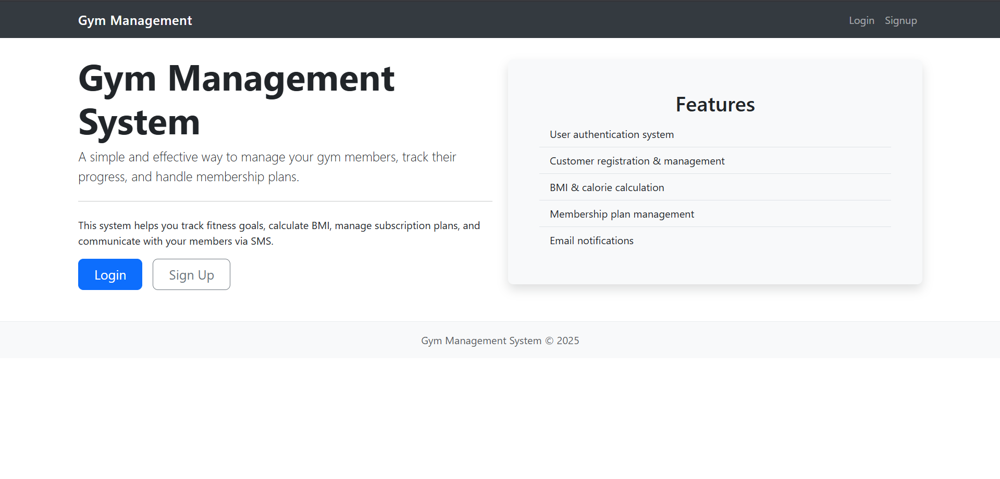 Gym Management
Login
Signup
Gym Management
System
A simple and effective way to manage your gym members, track their
progress, and handle membership plans.
This system helps you track fitness goals, calculate BMI, manage subscription plans, and
communicate with your members via SMS.
Login
Sign Up
Features
User authentication system
Customer registration & management
BMI & calorie calculation
Membership plan management
Email notifications
Gym Management System © 2025